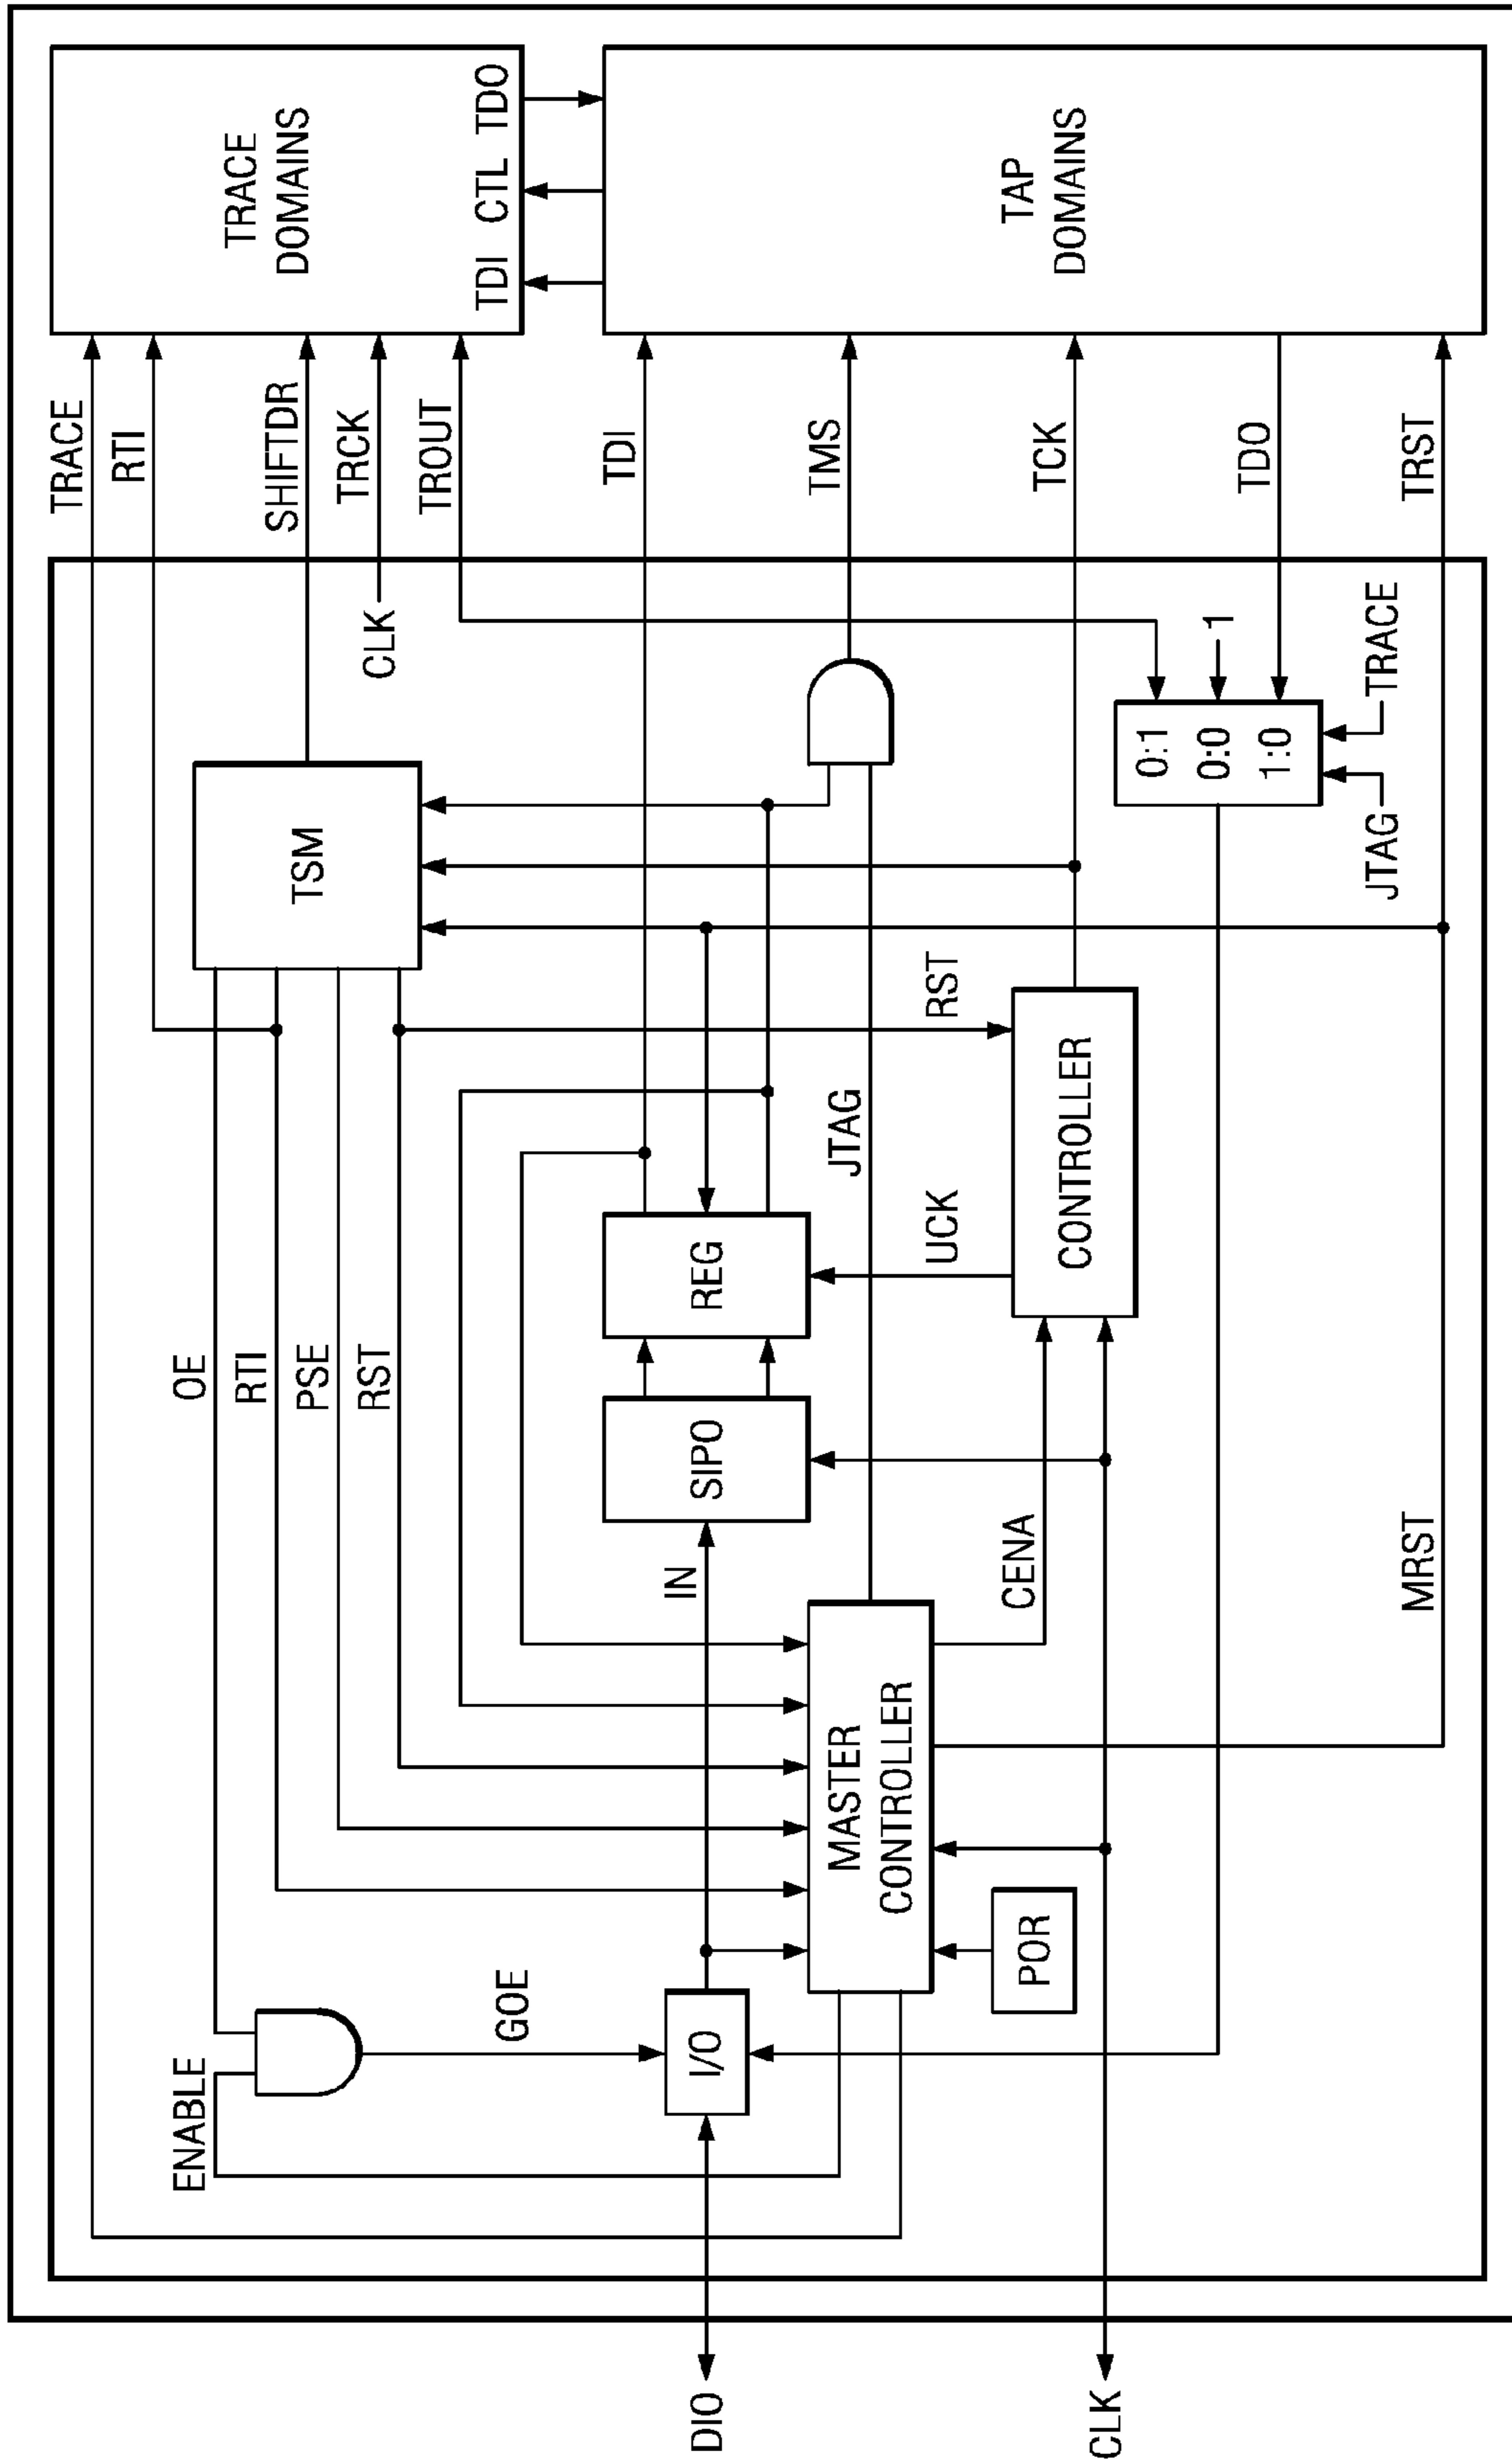 TRACE
DOMAINS
TDI CTL TDO
TAP
DOMAINS
TRACE
RTI
SHIFTDR
TRCK
TROUT
TDI
TMS
TCK
TDO
TRST
CLK
TSM
1
0:1
0:0
1:0
TRACE
JTAG
RST
JTAG
CONTROLLER
UCK
REG
OE
RTI
PSE
RST
SIPO
IN
CENA
MRST
MASTER
CONTROLLER
POR
ENABLE
GOE
I/O
DIO
CLK